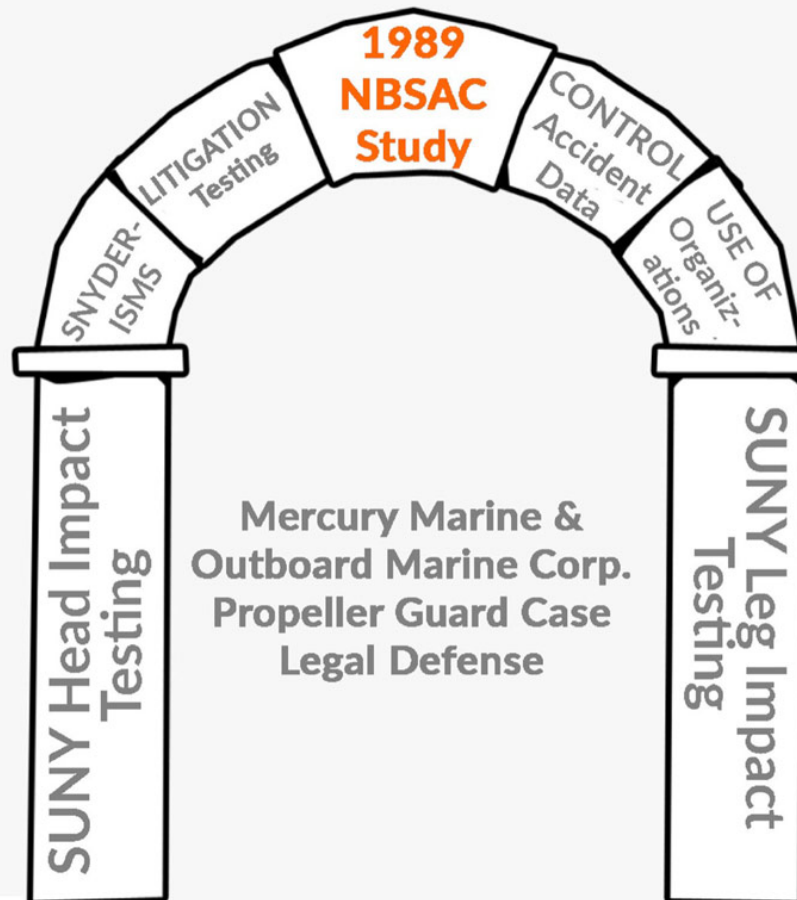 1989
NBSAC
Study
LITIGATION
Testing
CONTROL
Accident
Data
SNYDER-
ISMS
USE OF
Organiz-
ations
SUNY Head Impact
Testing
Mercury Marine &
Outboard Marine Corp.
Propeller Guard Case
Legal Defense
SUNY Leg Impact
Testing